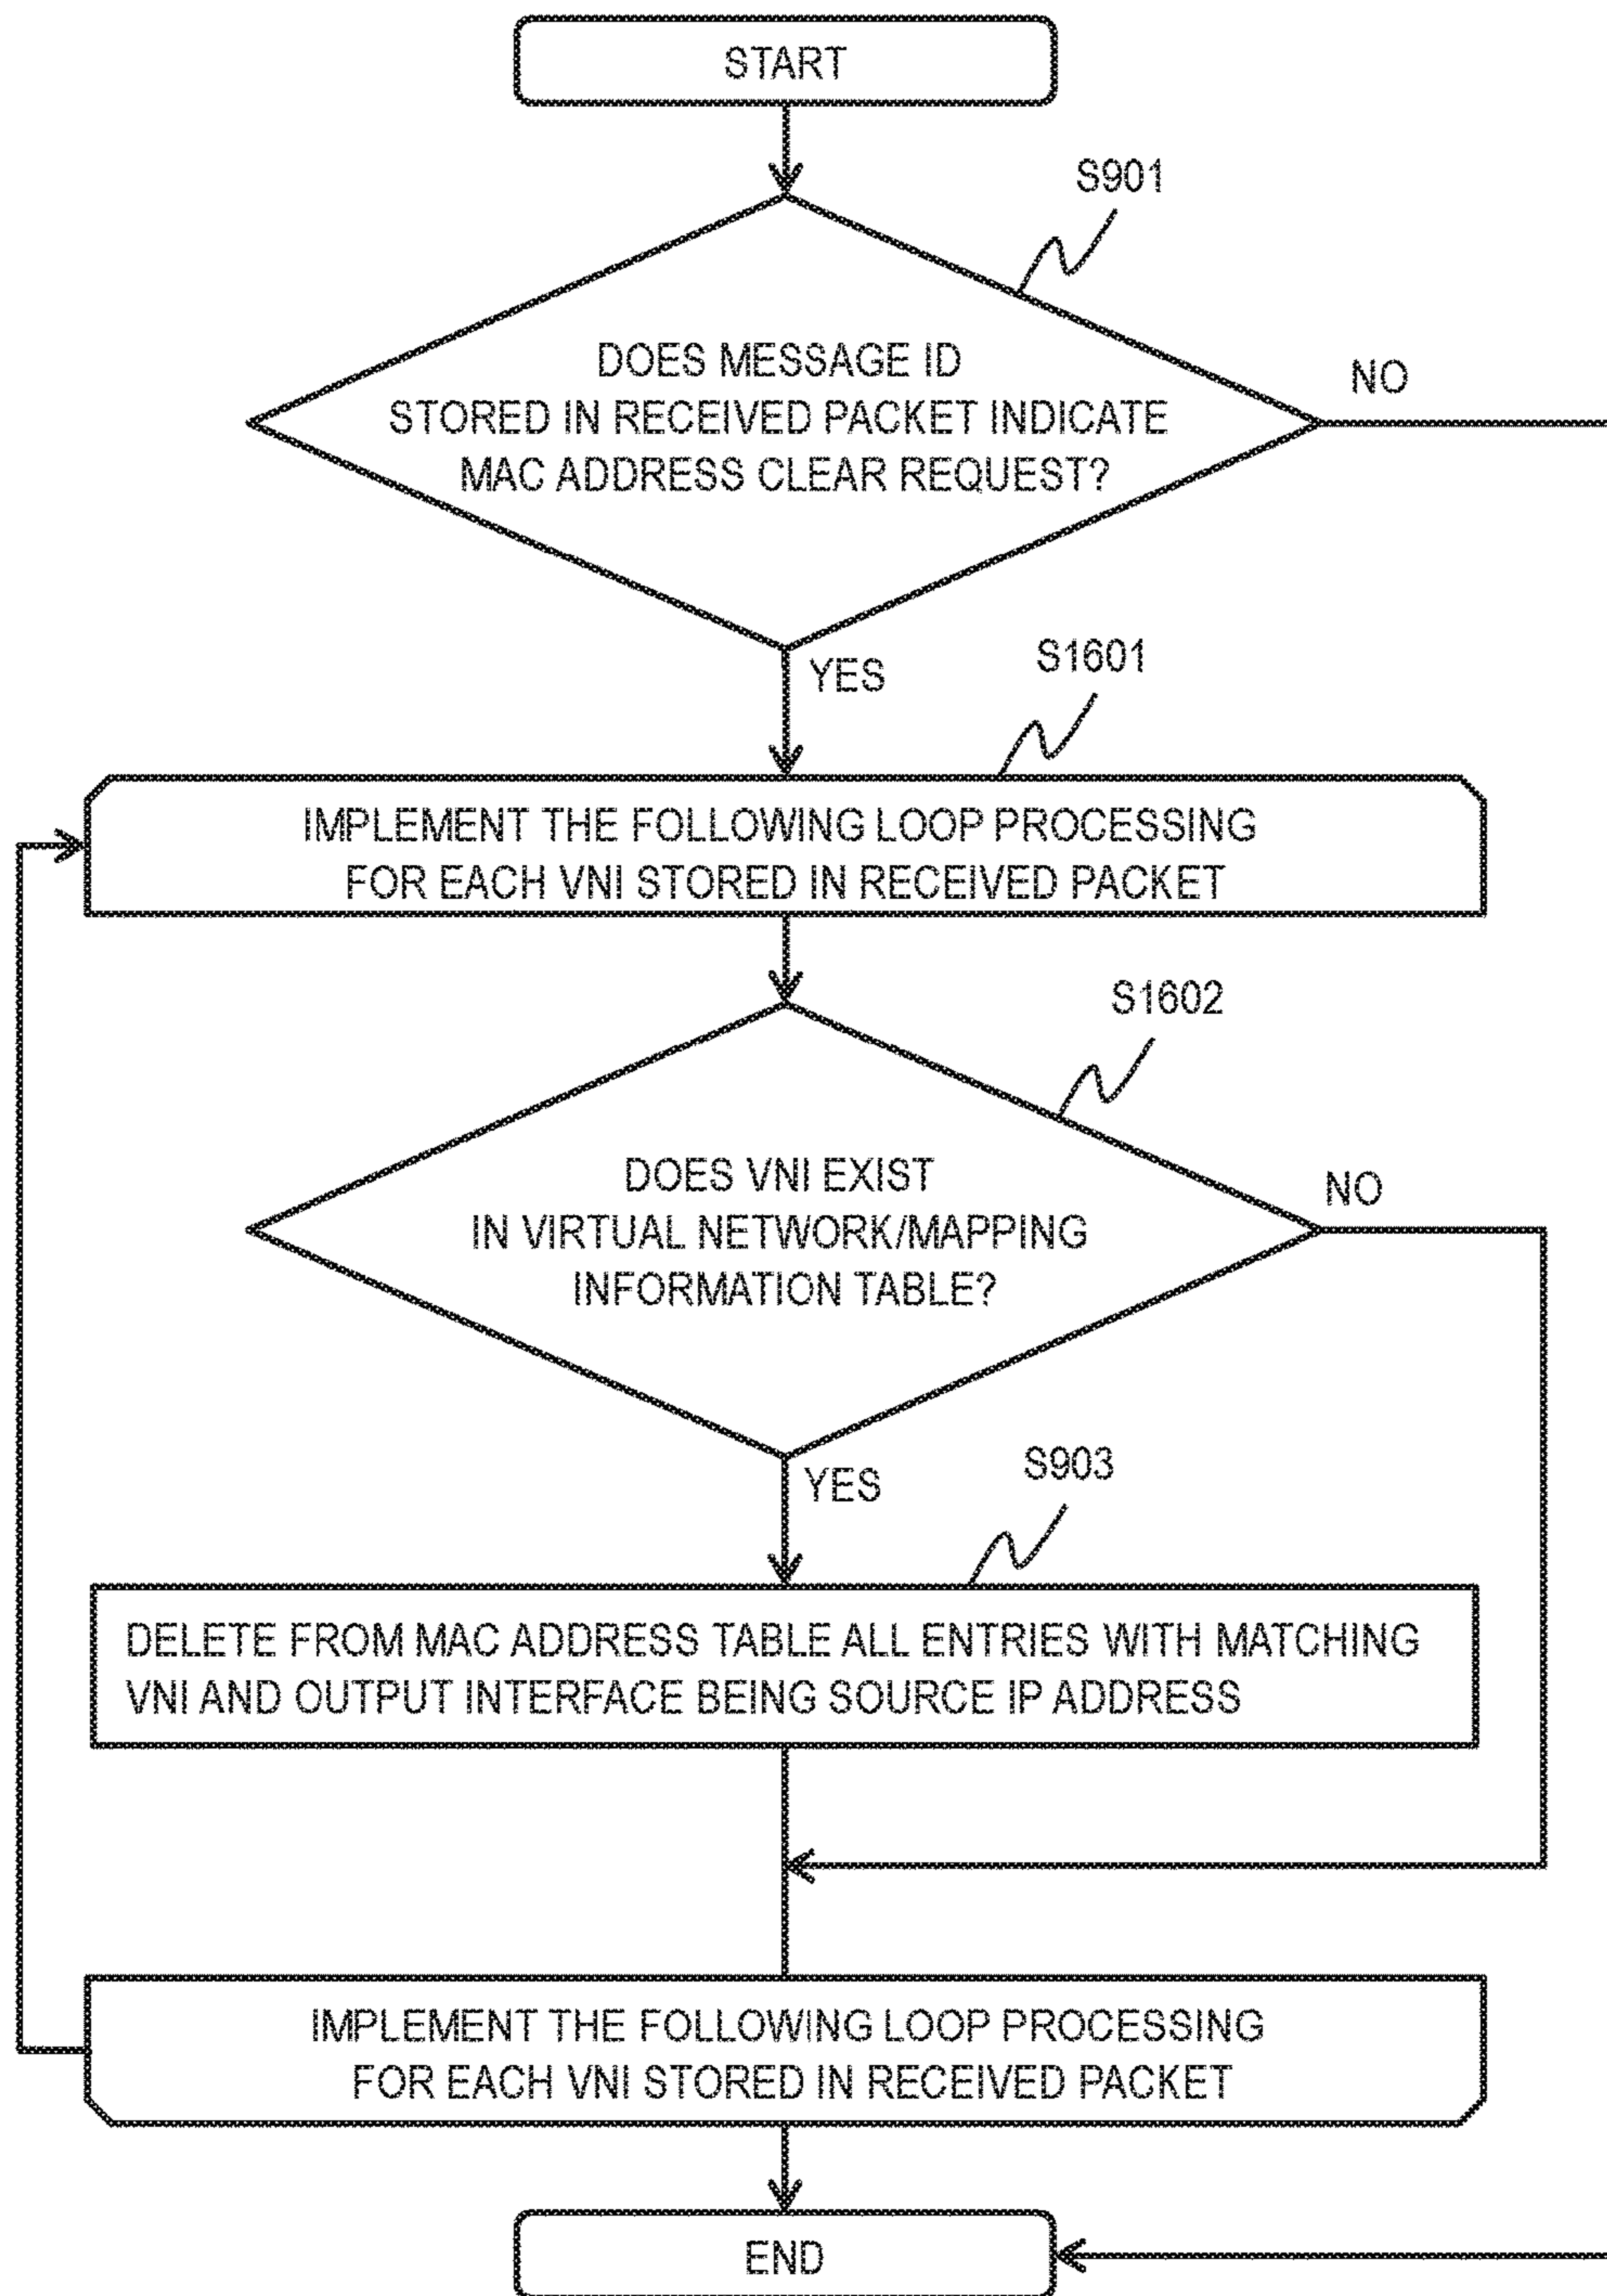 START
S901
DOES MESSAGE ID
STORED IN RECEIVED PACKET INDICATE
MAC ADDRESS CLEAR REQUEST?
NO
YES
S1601
IMPLEMENT THE FOLLOWING LOOP PROCESSING
FOR EACH VNI STORED IN RECEIVED PACKET
S1602
DOES VNI EXIST
IN VIRTUAL NETWORK/MAPPING
INFORMATION TABLE?
NO
YES
S903
DELETE FROM MAC ADDRESS TABLE ALL ENTRIES WITH MATCHING
VNI AND OUTPUT INTERFACE BEING SOURCE IP ADDRESS
IMPLEMENT THE FOLLOWING LOOP PROCESSING
FOR EACH VNI STORED IN RECEIVED PACKET
END